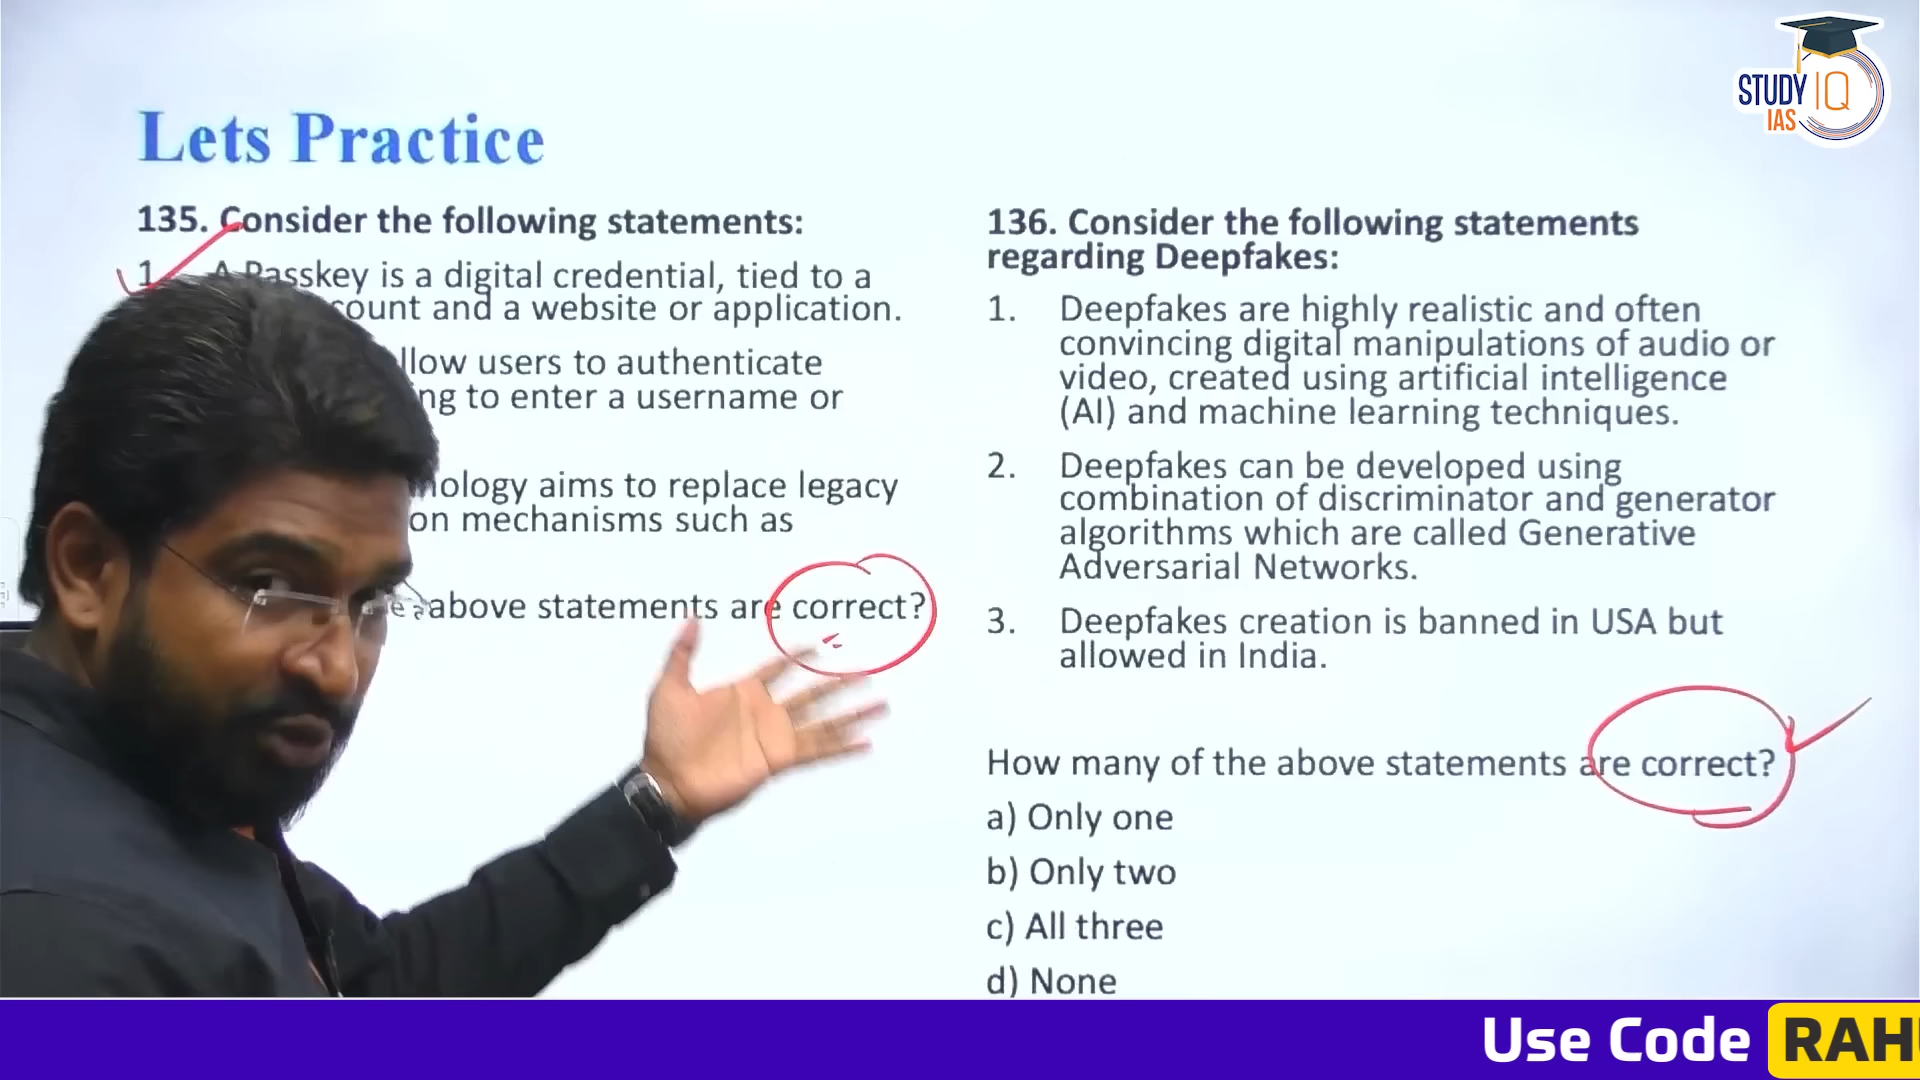 STUDY IQ
IAS
Lets Practice
135. Consider the following statements:
1. A Passkey is a digital credential, tied to a
count and a website or application.
llow users to authenticate
ng to enter a username or
nology aims to replace legacy
on mechanisms such as
above statements are correct?
136. Consider the following statements
regarding Deepfakes:
1. Deepfakes are highly realistic and often
convincing digital manipulations of audio or
video, created using artificial intelligence
(AI) and machine learning techniques.
2. Deepfakes can be developed using
combination of discriminator and generator
algorithms which are called Generative
Adversarial Networks.
3. Deepfakes creation is banned in USA but
allowed in India.
How many of the above statements are correct?
a) Only one
b) Only two
c) All three
d) None
Use Code RAHU